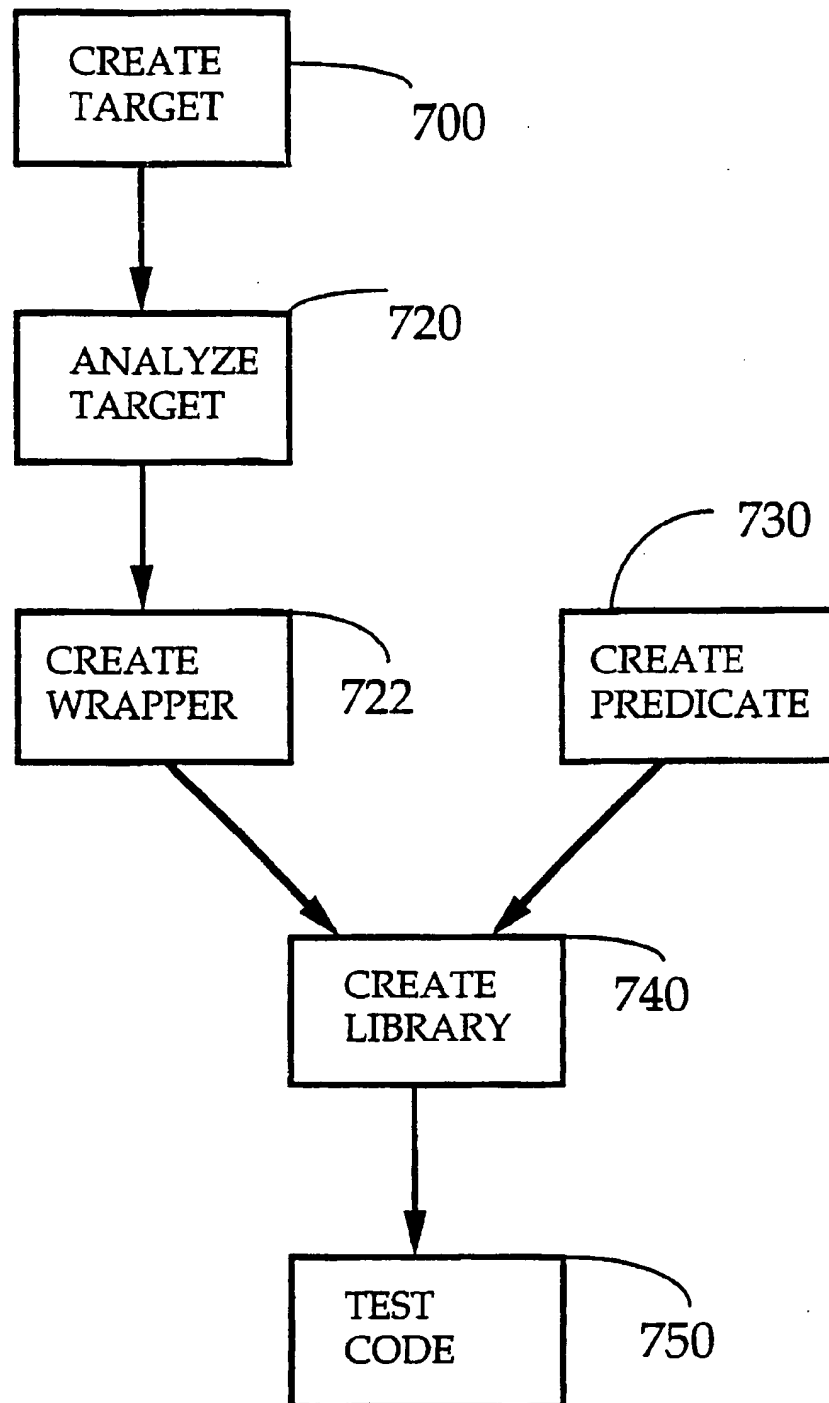 CREATE
TARGET
700
720
ANALYZE
TARGET
730
CREATE
WRAPPER
722
CREATE
PREDICATE
CREATE
LIBRARY
740
TEST
CODE
750